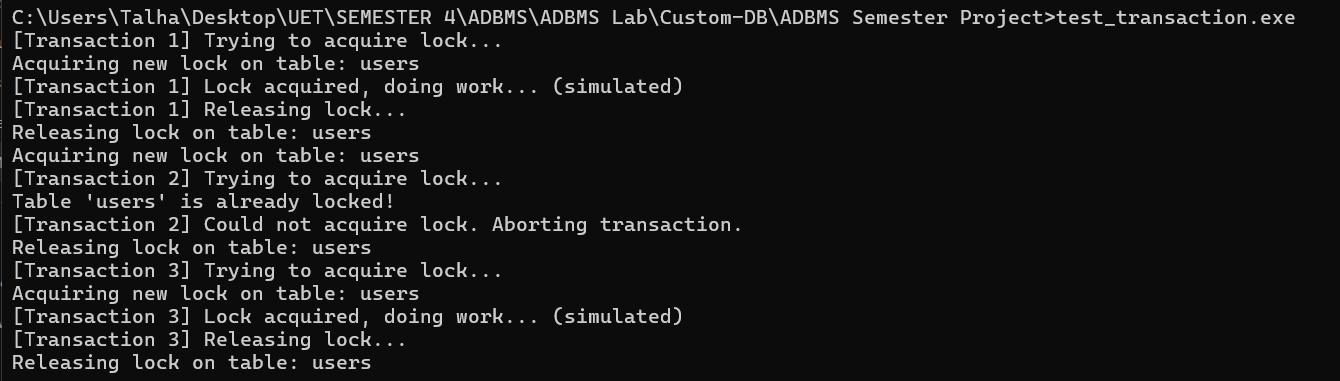 C:\Users\Talha\Desktop\UET\SEMESTER 4\ADBMS\ADBMS Lab\Custom-DB\ADBMS Semester Project>test_transaction.exe
[Transaction 1] Trying to acquire lock...
Acquiring new lock on table: users
[Transaction 1] Lock acquired, doing work... (simulated)
[Transaction 1] Releasing lock...
Releasing lock on table: users
Acquiring new lock on table: users
[Transaction 2] Trying to acquire lock...
Table 'users' is already locked!
[Transaction 2] Could not acquire lock. Aborting transaction.
Releasing lock on table: users
[Transaction 3] Trying to acquire lock...
Acquiring new lock on table: users
[Transaction 3] Lock acquired, doing work... (simulated)
[Transaction 3] Releasing lock...
Releasing lock on table: users